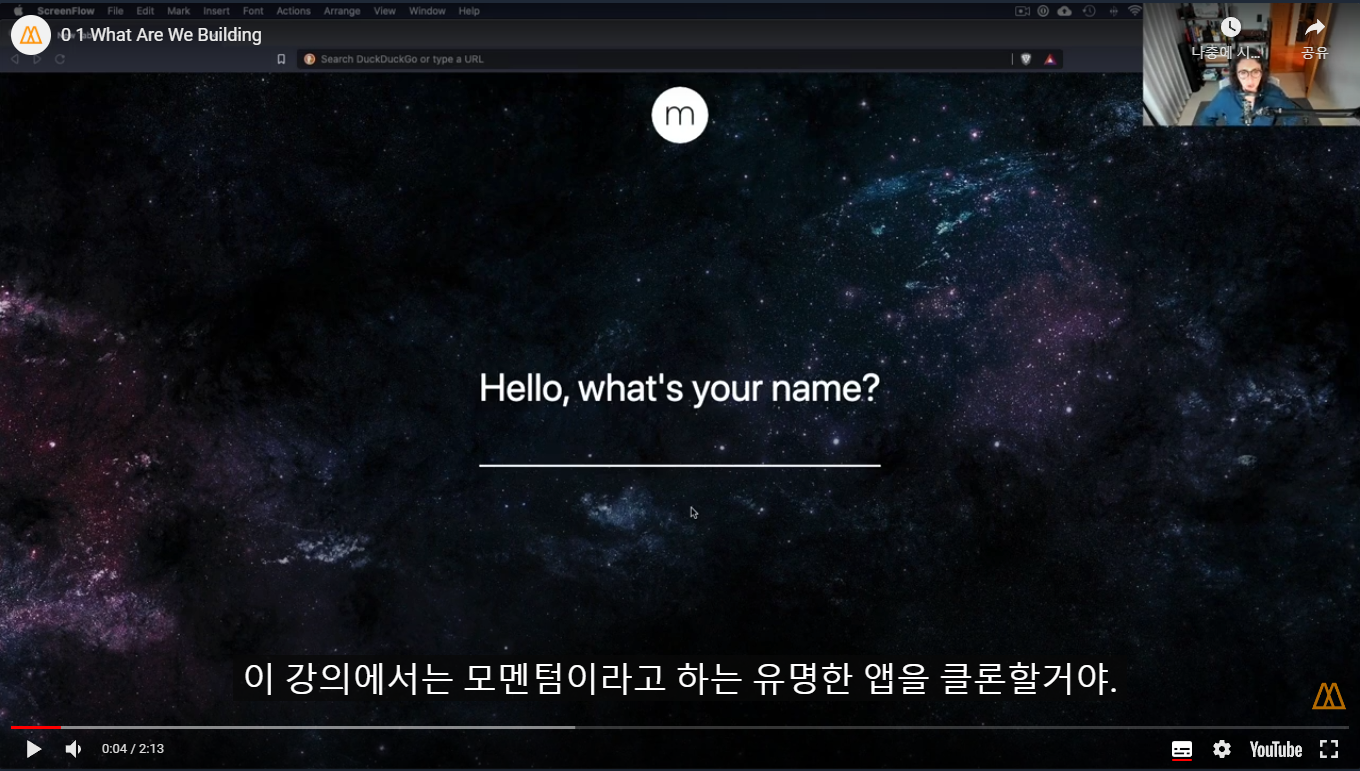 ScreenFlow File Edit Mark Insert Font Actions Arrange View Window Help
0 1 What Are We Building
나중에 시...
공유
Search DuckDuckGo or type a URL
m
Hello, what's your name?
이 강의에서는 모멘텀이라고 하는 유명한 앱을 클론할거야.
0:04 / 2:13
YouTube